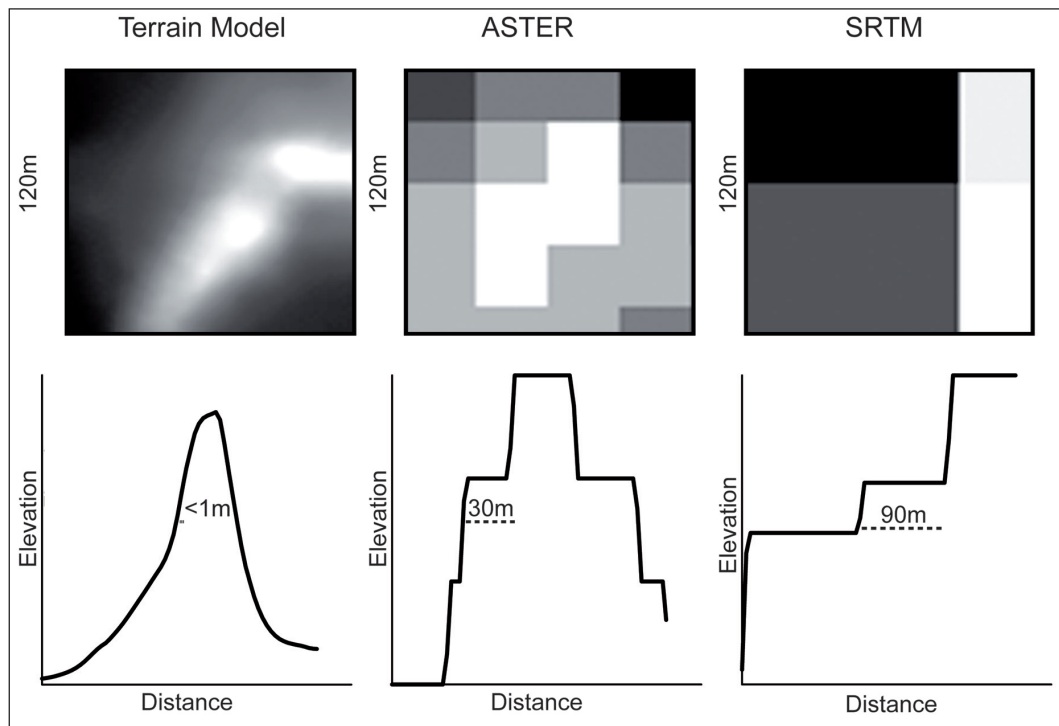 Terrain Model
ASTER
SRTM
120m
120m
120m
Elevation
<1m
Distance
Elevation
30m
Distance
Elevation
90m
Distance